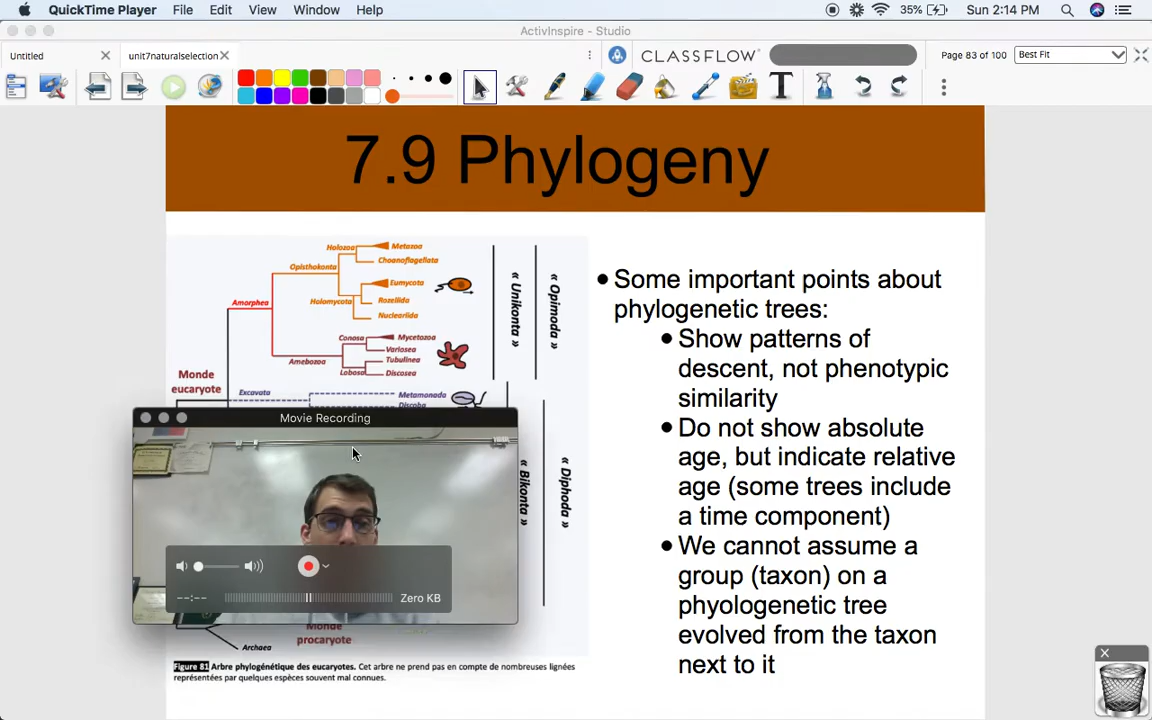 QuickTime Player File Edit View Window Help 35% Sun 2:14 PM
ActivInspire - Studio
Untitled unit7naturalselection CLASSFLOW Page 83 of 100 Best Fit
7.9 Phylogeny
Holozoa
Metazoa
Choanoflagellata
Opisthokonta
Eumycota
Holomycota
Rozellida
Nucleariida
Amorphea
Conosa
Mycetozoa
Variosea
Amebozoa
Tubulinea
Lobosa
Discosea
« Unikonta »
« Opimoda »
Monde
eucaryote
Excavata
Metamonada
Discoba
« Bikonta »
« Diphoda »
Monde
procaryote
Archaea
Figure 81 Arbre phylogénétique des eucaryotes. Cet arbre ne prend pas en compte de nombreuses lignées
représentées par quelques espèces souvent mal connues.
Movie Recording
--:-- Zero KB
• Some important points about
phylogenetic trees:
• Show patterns of
descent, not phenotypic
similarity
• Do not show absolute
age, but indicate relative
age (some trees include
a time component)
• We cannot assume a
group (taxon) on a
phyologenetic tree
evolved from the taxon
next to it